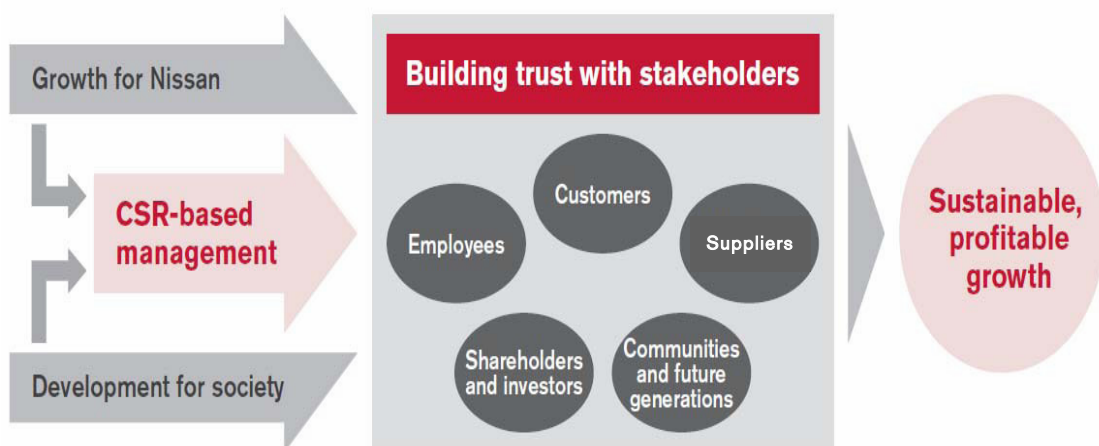 Growth for Nissan
CSR-based
management
Development for society
Building trust with stakeholders
Customers
Employees
Suppliers
Shareholders
and investors
Communities
and future
generations
Sustainable,
profitable
growth